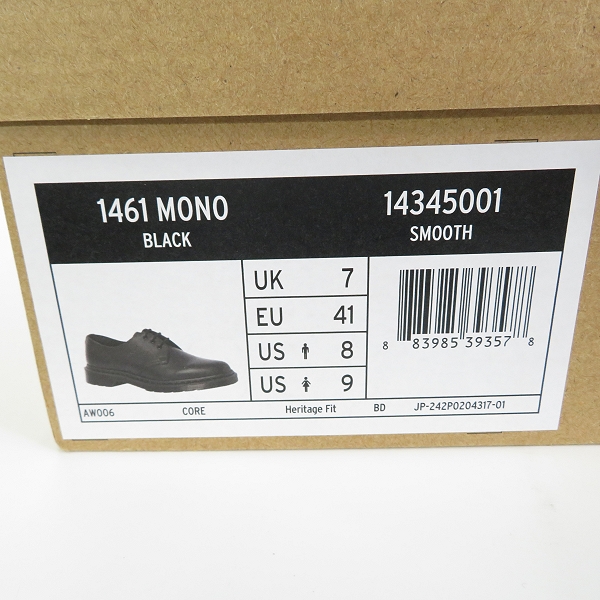 1461 MONO
BLACK
14345001
SMOOTH
UK 7
EU 41
US 8
US 9
8 83985 39357 8
AW006 CORE Heritage Fit BD JP-242P0204317-01